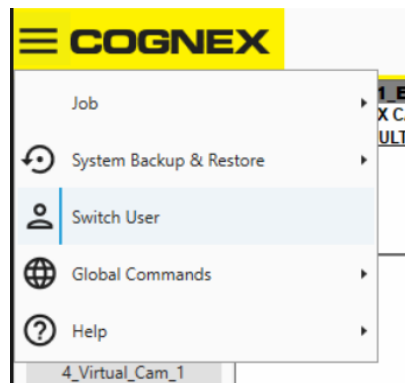 COGNEX
Job
System Backup & Restore
Switch User
Global Commands
Help
4_Virtual_Cam_1